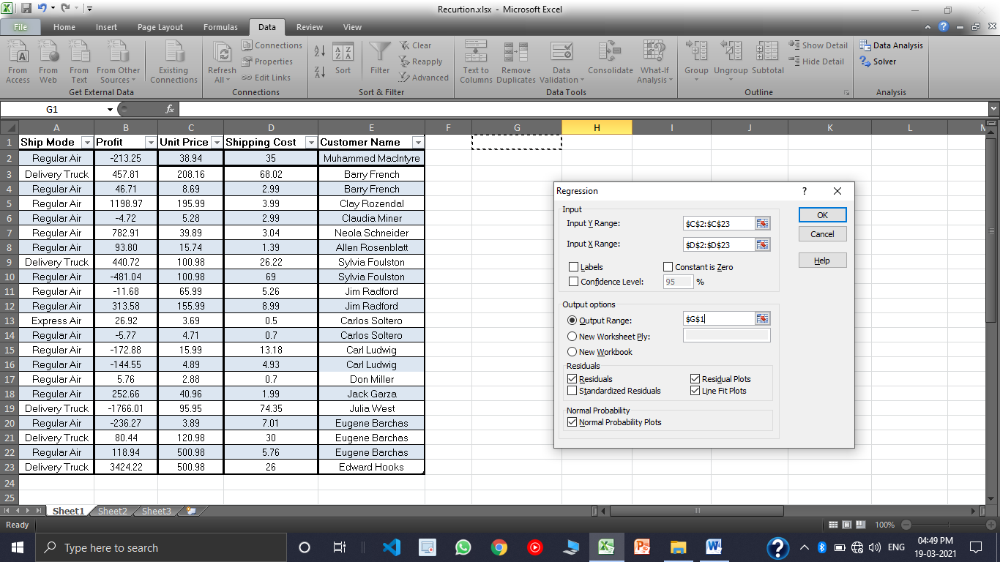 Recurtion.xlsx - Microsoft Excel
File Home Insert Page Layout Formulas Data Review View
From Access
From Web
From Text
From Other Sources
Existing Connections
Get External Data
Refresh All
Connections
Properties
Edit Links
Connections
Sort
Filter
Clear
Reapply
Advanced
Sort & Filter
Text to Columns
Remove Duplicates
Data Validation
Consolidate
What-If Analysis
Data Tools
Group
Ungroup
Subtotal
Show Detail
Hide Detail
Outline
Data Analysis
Solver
Analysis
G1 fx
A B C D E F G H I J K L M
1 Ship Mode Profit Unit Price Shipping Cost Customer Name
2 Regular Air -213.25 38.94 35 Muhammed MacIntyre
3 Delivery Truck 457.81 208.16 68.02 Barry French
4 Regular Air 46.71 8.69 2.99 Barry French
5 Regular Air 1198.97 195.99 3.99 Clay Rozendal
6 Regular Air -4.72 5.28 2.99 Claudia Miner
7 Regular Air 782.91 39.89 3.04 Neola Schneider
8 Regular Air 93.80 15.74 1.39 Allen Rosenblatt
9 Delivery Truck 440.72 100.98 26.22 Sylvia Foulston
10 Regular Air -481.04 100.98 69 Sylvia Foulston
11 Regular Air -11.68 65.99 5.26 Jim Radford
12 Regular Air 313.58 155.99 8.99 Jim Radford
13 Express Air 26.92 3.69 0.5 Carlos Soltero
14 Regular Air -5.77 4.71 0.7 Carlos Soltero
15 Regular Air -172.88 15.99 13.18 Carl Ludwig
16 Regular Air -144.55 4.89 4.93 Carl Ludwig
17 Regular Air 5.76 2.88 0.7 Don Miller
18 Regular Air 252.66 40.96 1.99 Jack Garza
19 Delivery Truck -1766.01 95.95 74.35 Julia West
20 Regular Air -236.27 3.89 7.01 Eugene Barchas
21 Delivery Truck 80.44 120.98 30 Eugene Barchas
22 Regular Air 118.94 500.98 5.76 Eugene Barchas
23 Delivery Truck 3424.22 500.98 26 Edward Hooks
24
25
Regression ?
Input
Input Y Range: $C$2:$C$23
Input X Range: $D$2:$D$23
Labels Constant is Zero
Confidence Level: 95 %
OK
Cancel
Help
Output options
Output Range: $G$1
New Worksheet Ply:
New Workbook
Residuals
Residuals Residual Plots
Standardized Residuals Line Fit Plots
Normal Probability
Normal Probability Plots
Sheet1 Sheet2 Sheet3
Ready 100%
Type here to search
ENG
04:49 PM
19-03-2021